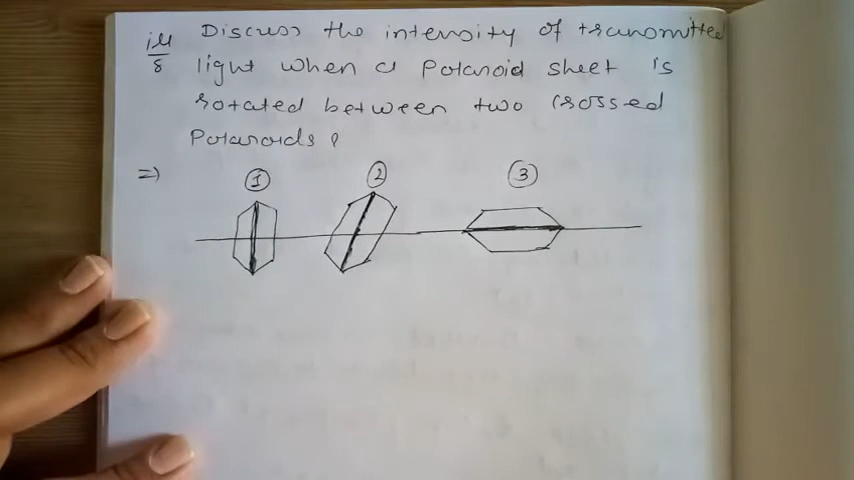 ill
8
Discuss the intensity of transmitted
light when a Polaroid sheet is
rotated between two crossed
Polaroids?
=>
① ② ③